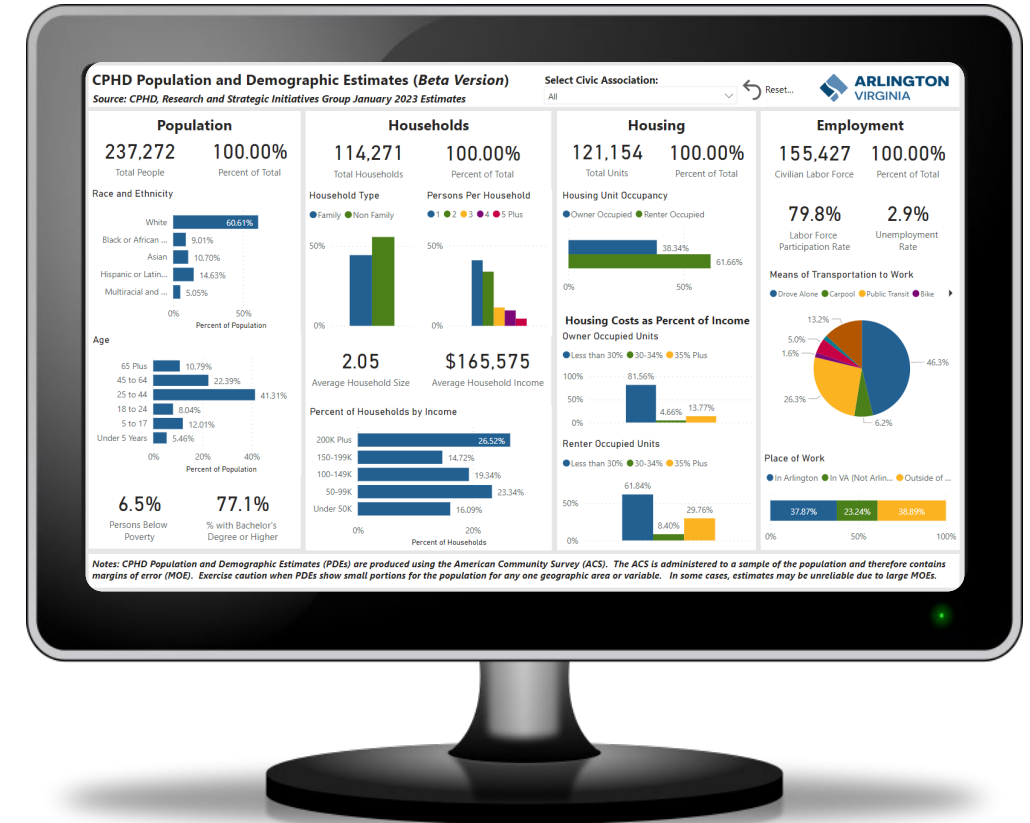 CPHD Population and Demographic Estimates (Beta Version)
Source: CPHD, Research and Strategic Initiatives Group January 2023 Estimates
Select Civic Association:
All
Reset...
ARLINGTON
VIRGINIA
Population
237,272
100.00%
Total People
Percent of Total
Race and Ethnicity
White
60.61%
Black or African ...
9.01%
Asian
10.70%
Hispanic or Latin...
14.63%
Multiracial and ...
5.05%
0%
50%
Percent of Population
Age
65 Plus
10.79%
45 to 64
22.39%
25 to 44
41.31%
18 to 24
8.04%
5 to 17
12.01%
Under 5 Years
5.46%
0%
20%
40%
Percent of Population
6.5%
77.1%
Persons Below
Poverty
% with Bachelor's
Degree or Higher
Households
114,271
100.00%
Total Households
Percent of Total
Household Type
Family
Non Family
50%
0%
Persons Per Household
1
2
3
4
5 Plus
50%
0%
2.05
$165,575
Average Household Size
Average Household Income
Percent of Households by Income
200K Plus
26.52%
150-199K
14.72%
100-149K
19.34%
50-99K
23.34%
Under 50K
16.09%
0%
20%
Percent of Households
Housing
121,154
100.00%
Total Units
Percent of Total
Housing Unit Occupancy
Owner Occupied
Renter Occupied
38.34%
61.66%
0%
50%
Housing Costs as Percent of Income
Owner Occupied Units
Less than 30%
30-34%
35% Plus
100%
50%
0%
81.56%
4.66%
13.77%
Renter Occupied Units
Less than 30%
30-34%
35% Plus
50%
0%
61.84%
8.40%
29.76%
Employment
155,427
100.00%
Civilian Labor Force
Percent of Total
79.8%
2.9%
Labor Force
Participation Rate
Unemployment
Rate
Means of Transportation to Work
Drove Alone
Carpool
Public Transit
Bike
13.2%
5.0%
1.6%
26.3%
46.3%
6.2%
Place of Work
In Arlington
In VA (Not Arlin...
Outside of ...
37.87%
23.24%
38.89%
0%
50%
100%
Notes: CPHD Population and Demographic Estimates (PDEs) are produced using the American Community Survey (ACS). The ACS is administered to a sample of the population and therefore contains
margins of error (MOE). Exercise caution when PDEs show small portions for the population for any one geographic area or variable. In some cases, estimates may be unreliable due to large MOEs.